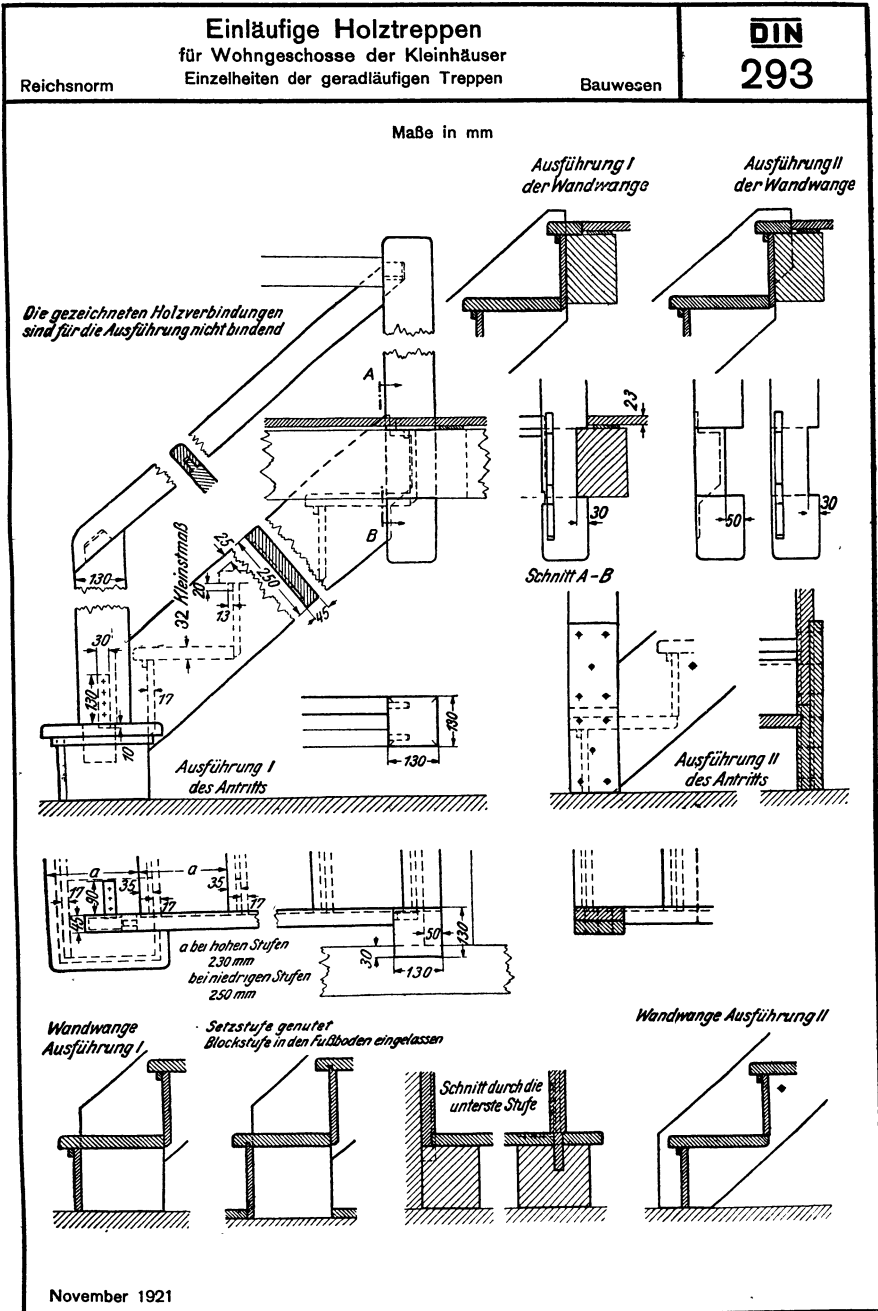 Einläufige Holztreppen
für Wohngeschosse der Kleinhäuser
Einzelheiten der geradläufigen Treppen
Reichsnorm
Bauwesen
DIN
293
Maße in mm
Ausführung I
der Wandwange
Ausführung II
der Wandwange
Die gezeichneten Holzverbindungen
sind für die Ausführung nicht bindend
A
B
23
30
50
30
Schnitt A-B
130
32 Kleinstmaß
25
250
45
20
13
30
130
17
10
130
130
Ausführung I
des Antritts
Ausführung II
des Antritts
a
a
17
90
45
35
17
35
17
50
130
30
130
a bei hohen Stufen
230 mm
bei niedrigen Stufen
250 mm
Wandwange
Ausführung I
Setzstufe genutet
Blockstufe in den Fußboden eingelassen
Schnitt durch die
unterste Stufe
Wandwange Ausführung II
November 1921